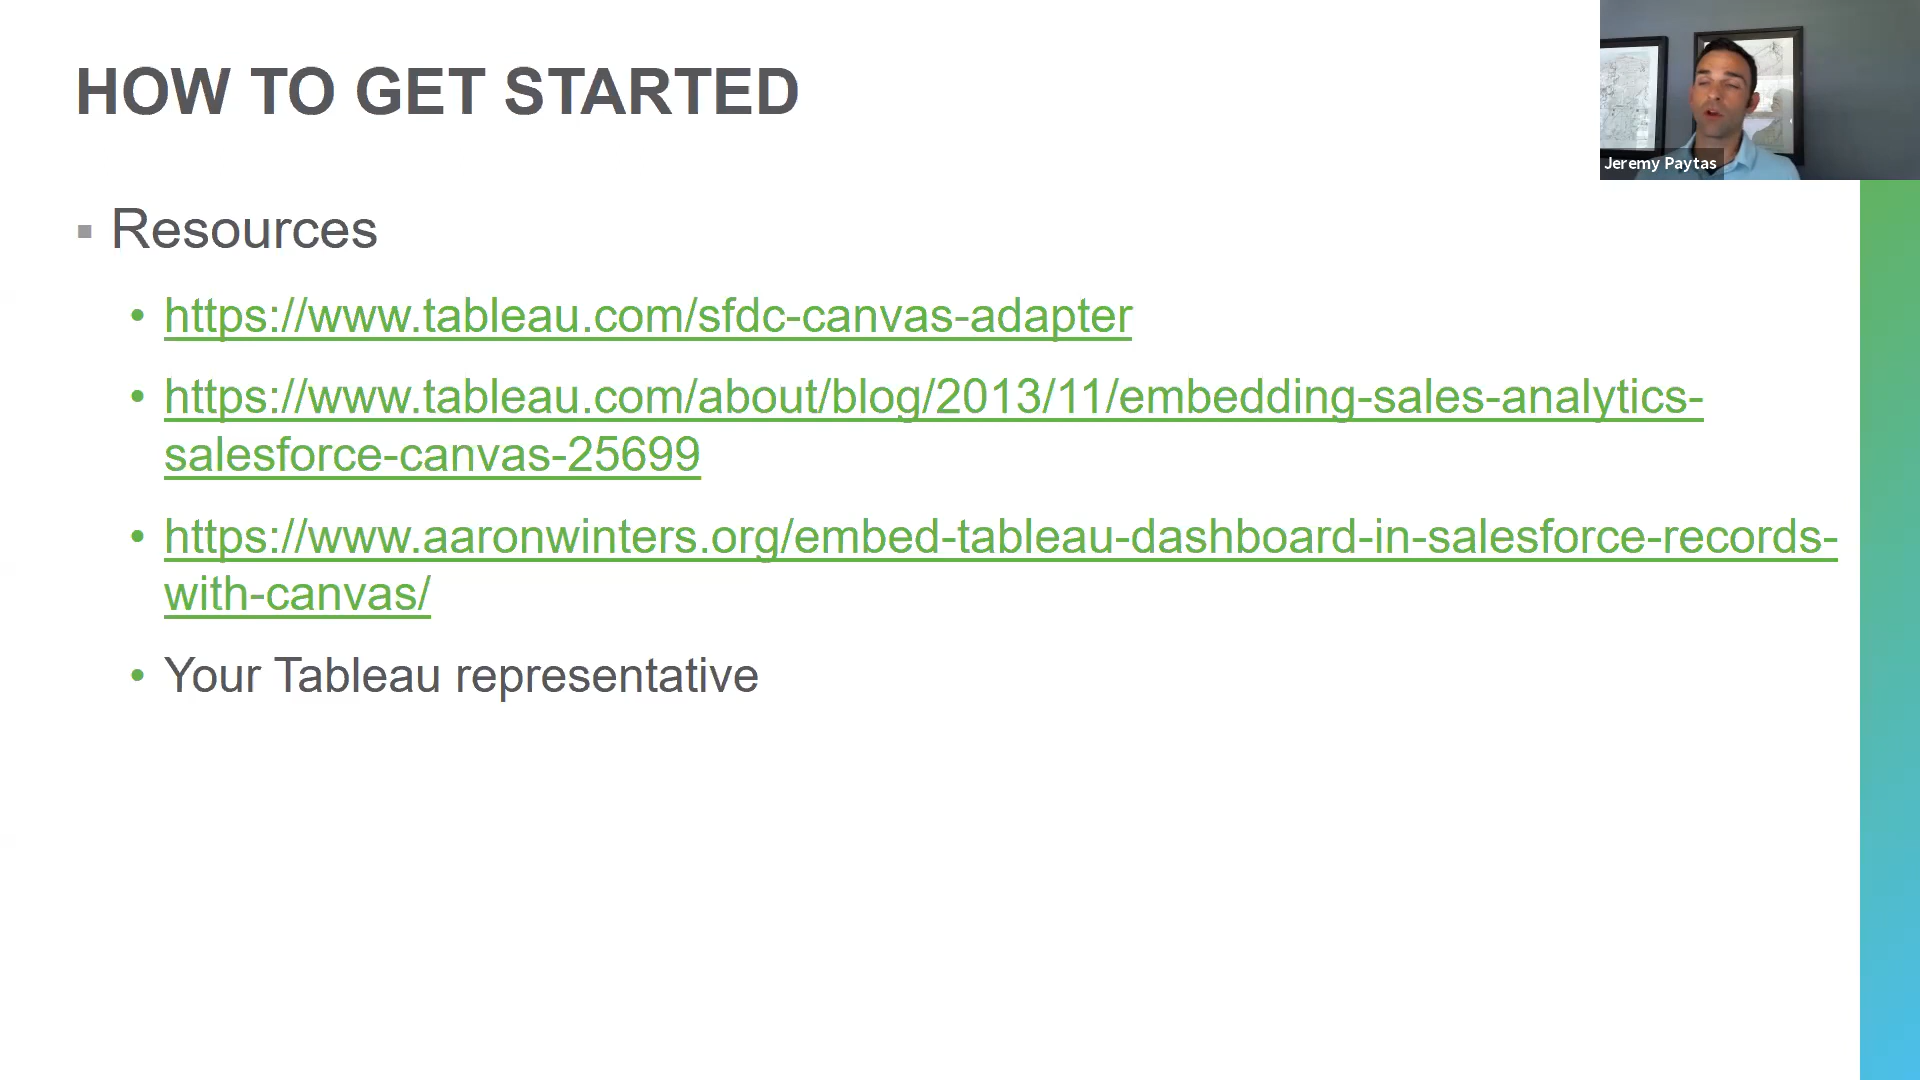 HOW TO GET STARTED
Jeremy Paytas
▪ Resources
• https://www.tableau.com/sfdc-canvas-adapter
• https://www.tableau.com/about/blog/2013/11/embedding-sales-analytics-
salesforce-canvas-25699
• https://www.aaronwinters.org/embed-tableau-dashboard-in-salesforce-records-
with-canvas/
• Your Tableau representative